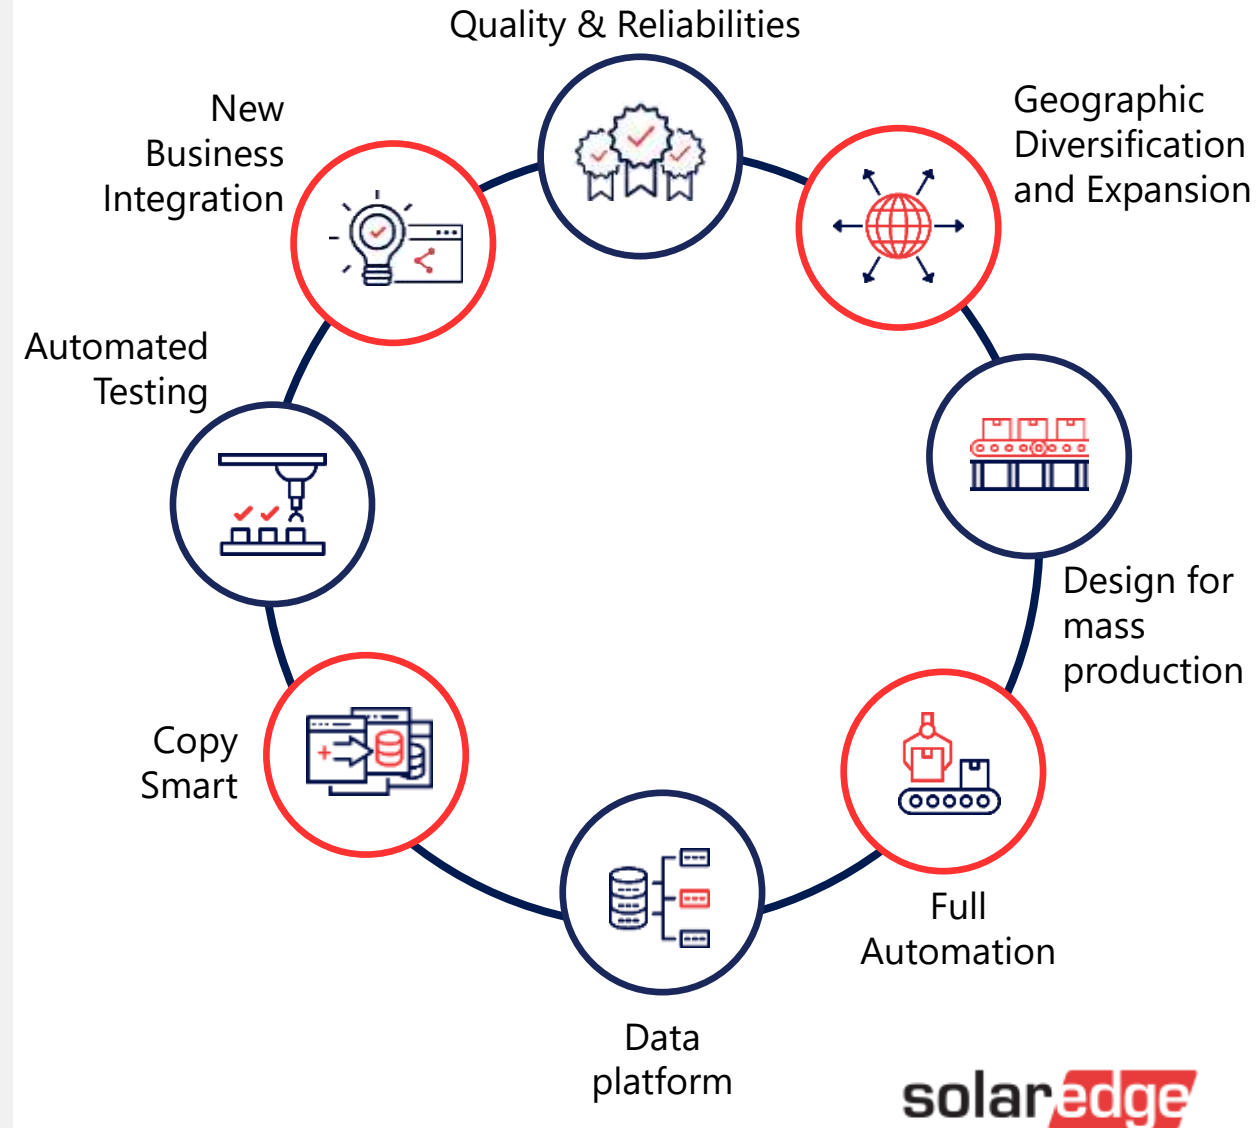 Quality & Reliabilities
Geographic
Diversification
and Expansion
Design for
mass
production
Full
Automation
Data
platform
Copy
Smart
Automated
Testing
New
Business
Integration
solaredge